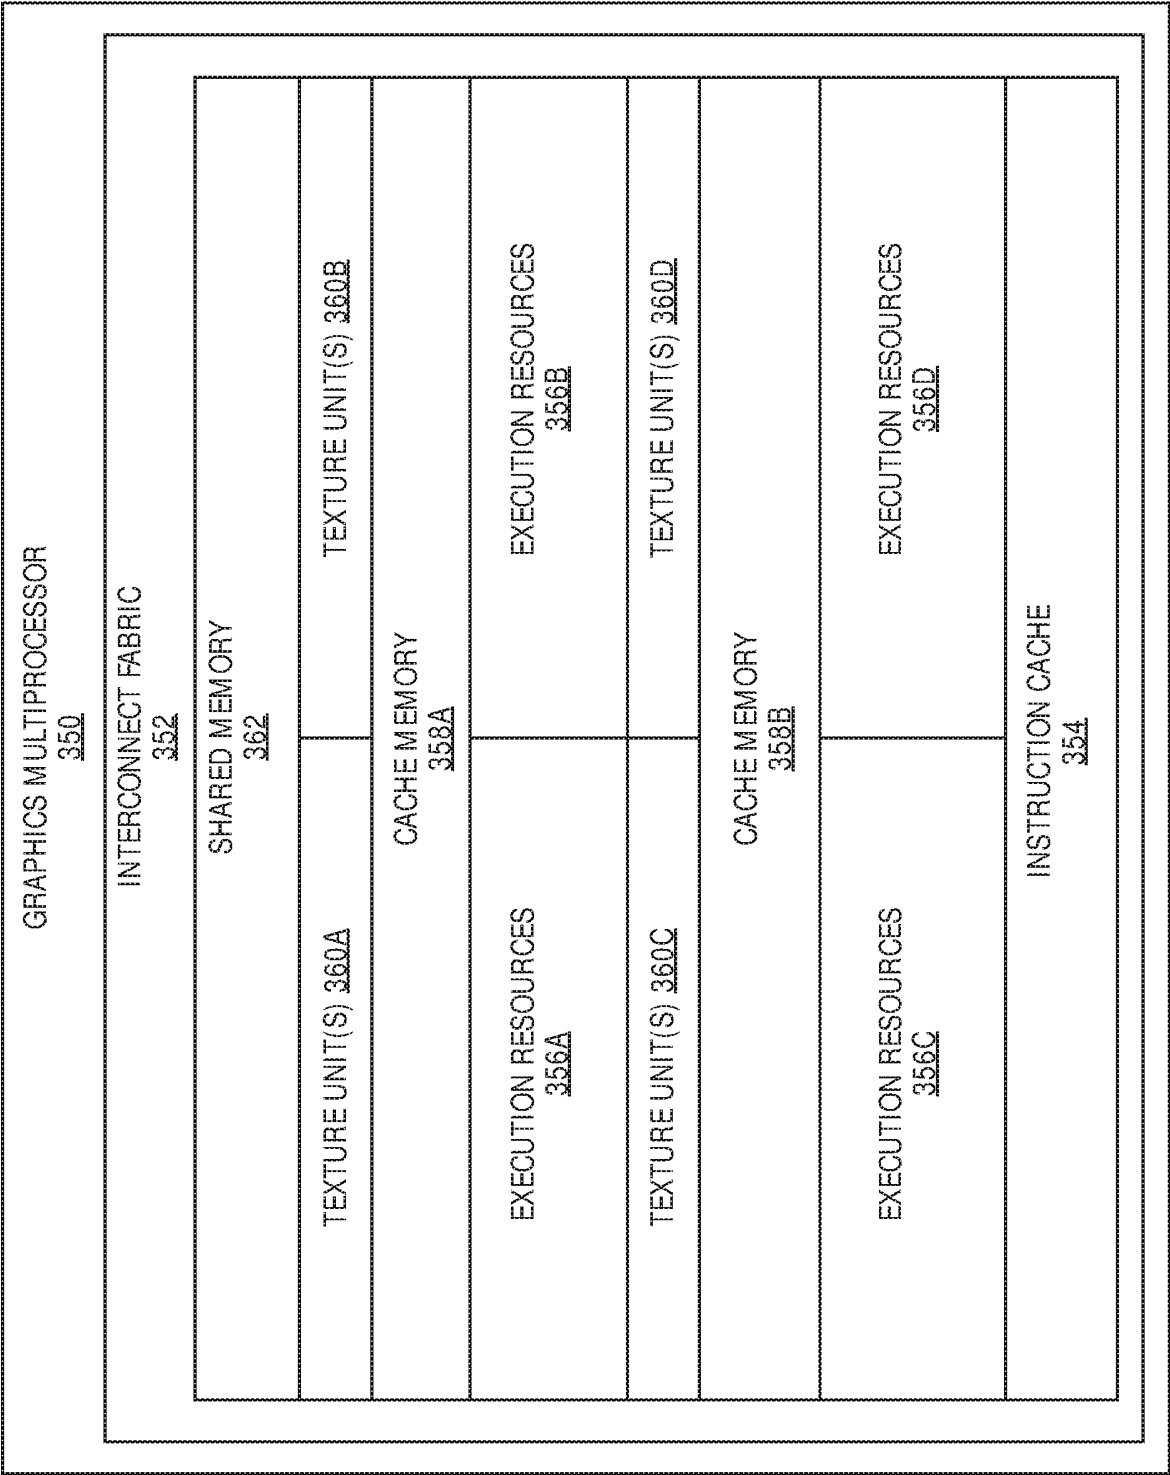 GRAPHICS MULTIPROCESSOR
350
INTERCONNECT FABRIC
352
SHARED MEMORY
362
TEXTURE UNIT(S) 360A
TEXTURE UNIT(S) 360B
CACHE MEMORY
358A
EXECUTION RESOURCES
356A
EXECUTION RESOURCES
356B
TEXTURE UNIT(S) 360C
TEXTURE UNIT(S) 360D
CACHE MEMORY
358B
EXECUTION RESOURCES
356C
EXECUTION RESOURCES
356D
INSTRUCTION CACHE
354